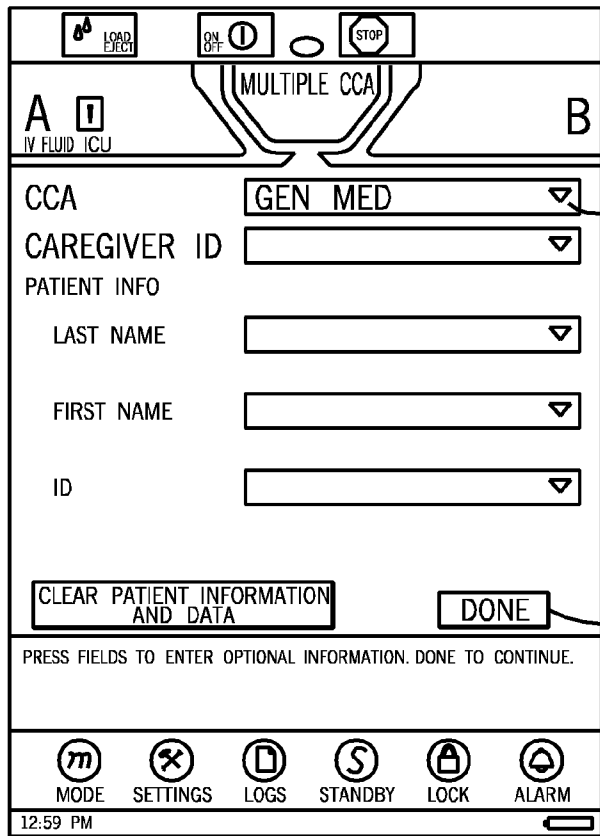 LOAD
EJECT
ON
OFF
STOP
MULTIPLE CCA
A
IV FLUID ICU
B
CCA GEN MED
CAREGIVER ID
PATIENT INFO
LAST NAME
FIRST NAME
ID
CLEAR PATIENT INFORMATION
AND DATA
DONE
PRESS FIELDS TO ENTER OPTIONAL INFORMATION. DONE TO CONTINUE.
m S
MODE SETTINGS LOGS STANDBY LOCK ALARM
12:59 PM